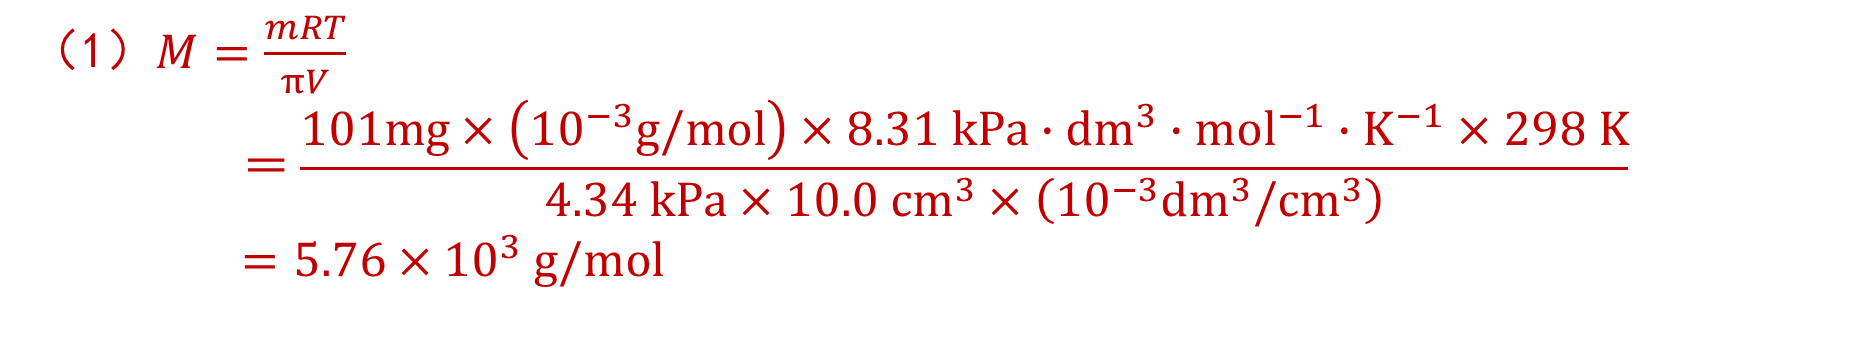 （1）M = mRT / πV
= 101mg × (10⁻³g/mol) × 8.31 kPa · dm³ · mol⁻¹ · K⁻¹ × 298 K / 4.34 kPa × 10.0 cm³ × (10⁻³dm³/cm³)
= 5.76 × 10³ g/mol